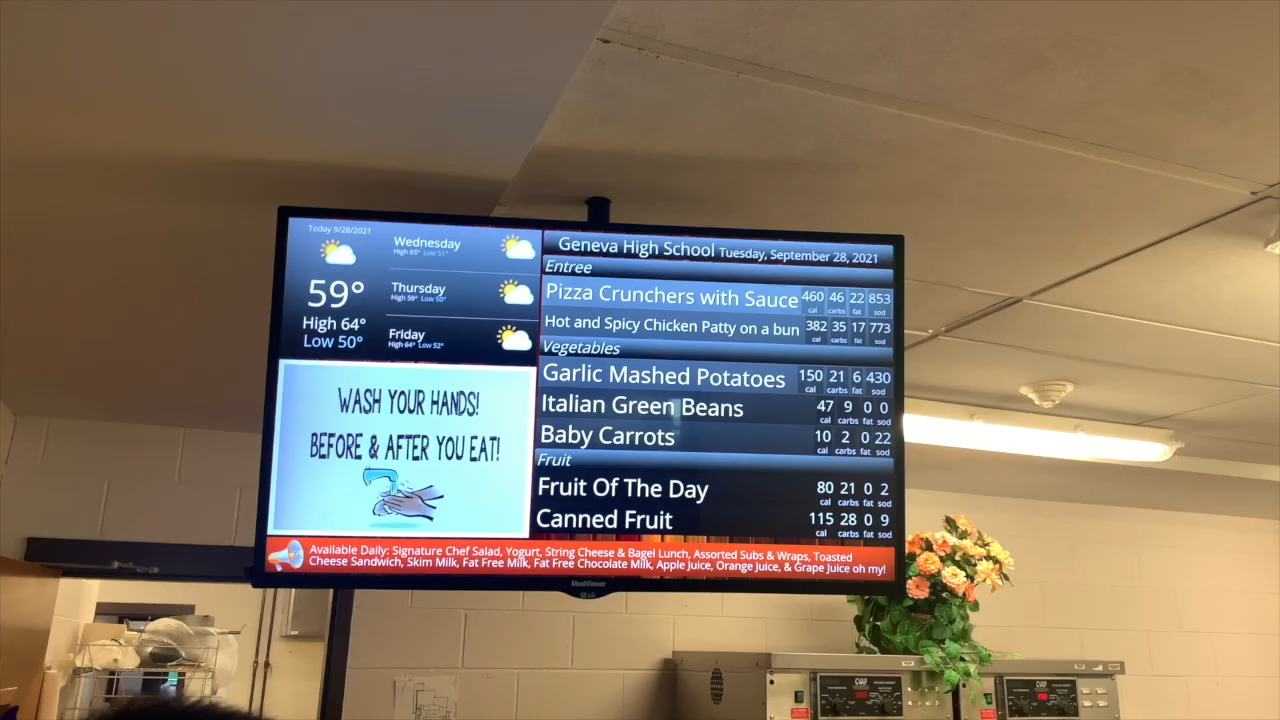 Today 9/28/2021
59°
High 64°
Low 50°
Wednesday
High 65° Low 51°
Thursday
High 59° Low 50°
Friday
High 64° Low 52°
WASH YOUR HANDS!
BEFORE & AFTER YOU EAT!
Geneva High School Tuesday, September 28, 2021
Entree
Pizza Crunchers with Sauce 460 46 22 853
cal carbs fat sod
Hot and Spicy Chicken Patty on a bun 382 35 17 773
cal carbs fat sod
Vegetables
Garlic Mashed Potatoes 150 21 6 430
cal carbs fat sod
Italian Green Beans 47 9 0 0
cal carbs fat sod
Baby Carrots 10 2 0 22
cal carbs fat sod
Fruit
Fruit Of The Day 80 21 0 2
cal carbs fat sod
Canned Fruit 115 28 0 9
cal carbs fat sod
Available Daily: Signature Chef Salad, Yogurt, String Cheese & Bagel Lunch, Assorted Subs & Wraps, Toasted
Cheese Sandwich, Skim Milk, Fat Free Milk, Fat Free Chocolate Milk, Apple Juice, Orange Juice, & Grape Juice oh my!
MealViewer
LG
CVAP
CVAP